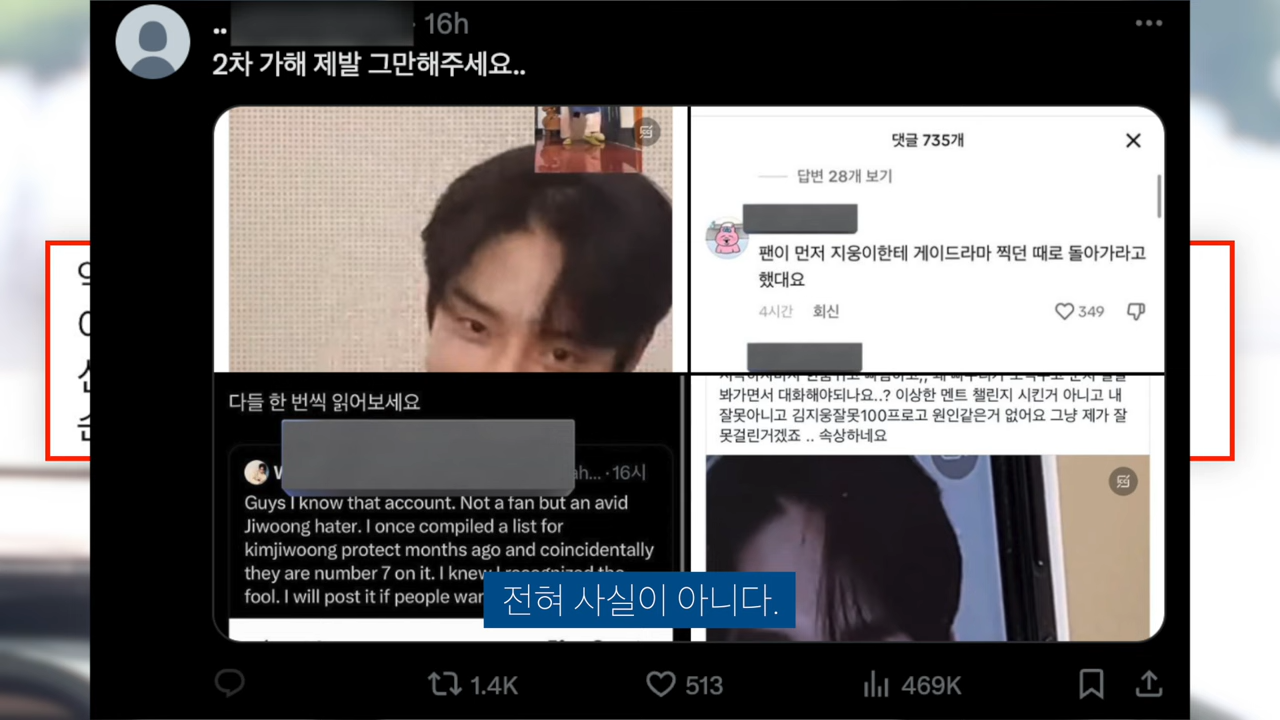 ..
16h
2차 가해 제발 그만해주세요..
댓글 735개
답변 28개 보기
팬이 먼저 지웅이한테 게이드라마 찍던 때로 돌아가라고
했대요
4시간 회신
349
다들 한 번씩 읽어보세요
ah... · 16시
Guys I know that account. Not a fan but an avid
Jiwoong hater. I once compiled a list for
kimjiwoong protect months ago and coincidentally
they are number 7 on it. I knew I recognized the
fool. I will post it if people
봐가면서 대화해야되나요..? 이상한 멘트 챌린지 시킨거 아니고 내
잘못아니고 김지웅잘못100프로고 원인같은거 없어요 그냥 제가 잘
못걸린거겠죠 .. 속상하네요
전혀 사실이 아니다.
1.4K
513
469K